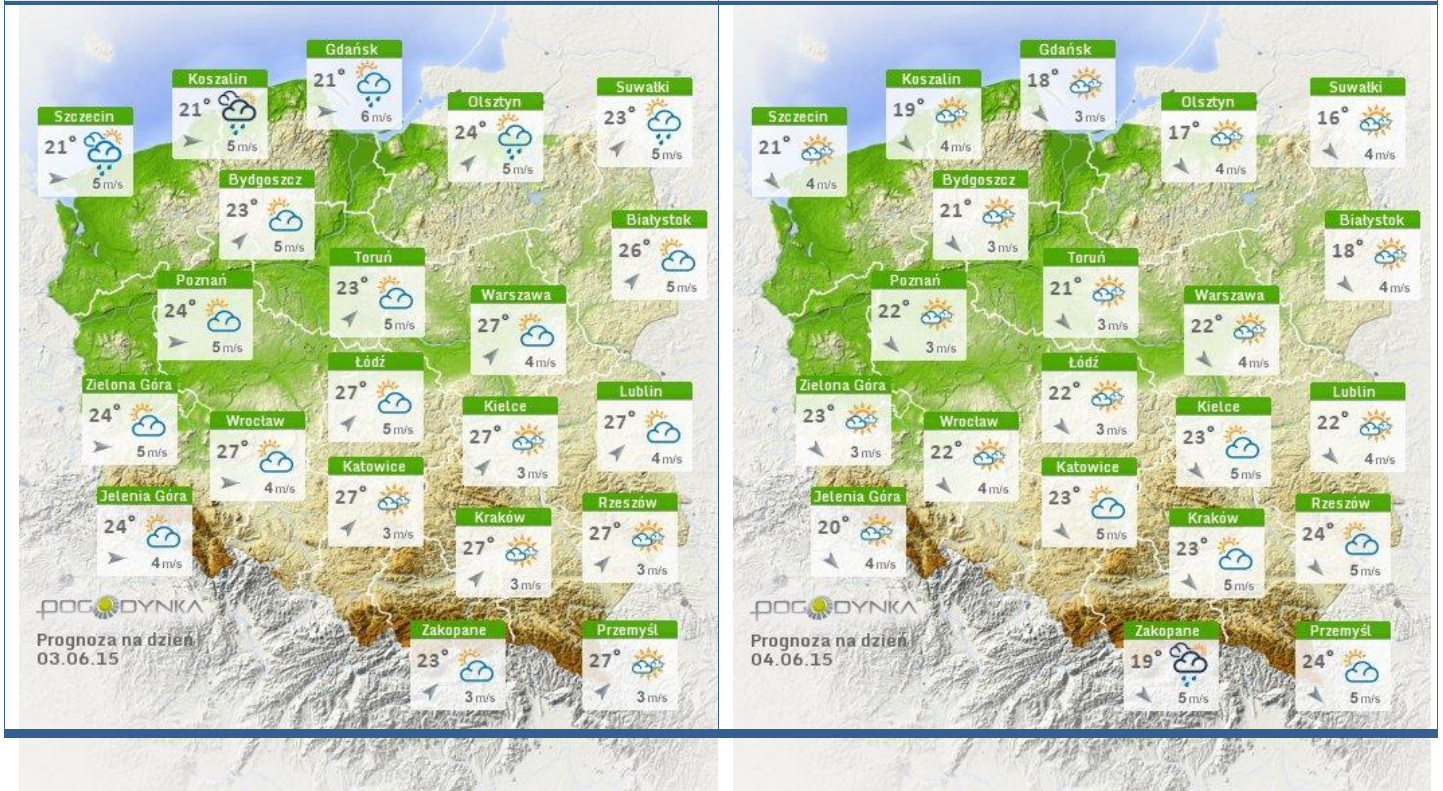 Gdańsk
21°
6 m/s
Koszalin
21°
5 m/s
Suwałki
23°
5 m/s
Olsztyn
24°
5 m/s
Szczecin
21°
5 m/s
Bydgoszcz
23°
5 m/s
Białystok
26°
5 m/s
Toruń
23°
5 m/s
Poznań
24°
5 m/s
Warszawa
27°
4 m/s
Łódź
27°
5 m/s
Zielona Góra
24°
5 m/s
Lublin
27°
4 m/s
Kielce
27°
3 m/s
Wrocław
27°
4 m/s
Katowice
27°
3 m/s
Jelenia Góra
24°
4 m/s
Rzeszów
27°
3 m/s
Kraków
27°
3 m/s
POGODYNKA
Zakopane
23°
3 m/s
Przemyśl
27°
3 m/s
Prognoza na dzień
03.06.15
Gdańsk
18°
3 m/s
Koszalin
19°
4 m/s
Suwałki
16°
4 m/s
Olsztyn
17°
4 m/s
Szczecin
21°
4 m/s
Bydgoszcz
21°
3 m/s
Białystok
18°
4 m/s
Toruń
21°
3 m/s
Poznań
22°
3 m/s
Warszawa
22°
4 m/s
Łódź
22°
3 m/s
Zielona Góra
23°
3 m/s
Lublin
22°
4 m/s
Kielce
23°
5 m/s
Wrocław
22°
4 m/s
Katowice
23°
5 m/s
Jelenia Góra
20°
4 m/s
Rzeszów
24°
5 m/s
Kraków
23°
5 m/s
POGODYNKA
Zakopane
19°
5 m/s
Przemyśl
24°
5 m/s
Prognoza na dzień
04.06.15